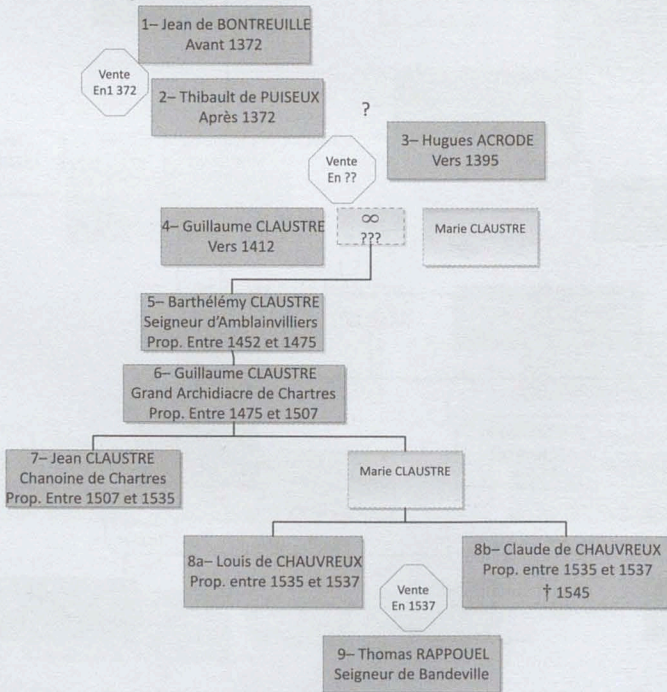 1– Jean de BONTREUILLE
Avant 1372
Vente
En1 372
2– Thibault de PUISEUX
Après 1372
?
3– Hugues ACRODE
Vers 1395
Vente
En ??
4– Guillaume CLAUSTRE
Vers 1412
∞
???
Marie CLAUSTRE
5– Barthélémy CLAUSTRE
Seigneur d'Amblainvilliers
Prop. Entre 1452 et 1475
6– Guillaume CLAUSTRE
Grand Archidiacre de Chartres
Prop. Entre 1475 et 1507
7– Jean CLAUSTRE
Chanoine de Chartres
Prop. Entre 1507 et 1535
Marie CLAUSTRE
8a– Louis de CHAUVREUX
Prop. entre 1535 et 1537
8b– Claude de CHAUVREUX
Prop. entre 1535 et 1537
† 1545
Vente
En 1537
9– Thomas RAPPOUEL
Seigneur de Bandeville